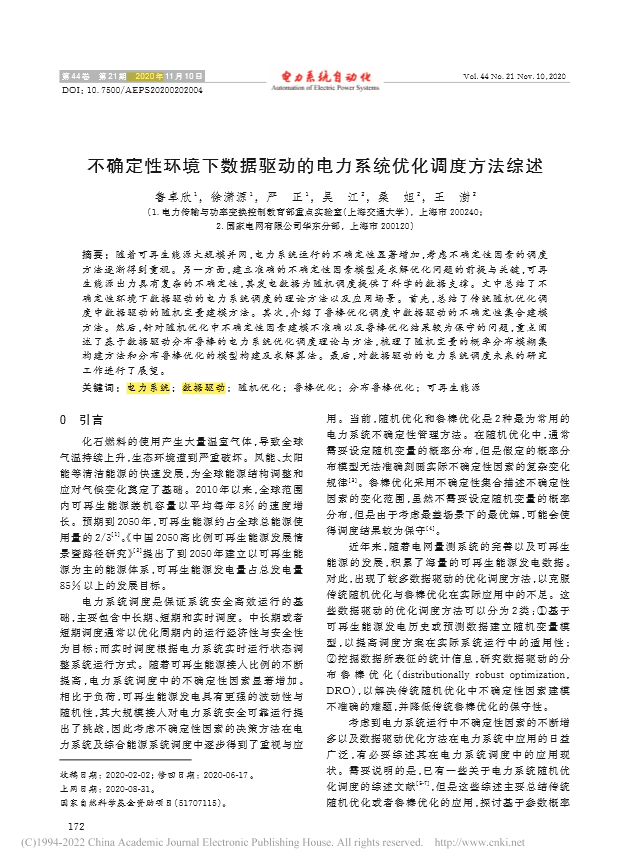 第44卷 第21期 2020年11月10日
电力系统自动化
Automation of Electric Power Systems
Vol. 44 No. 21 Nov. 10, 2020
DOI: 10.7500/AEPS20200202004
不确定性环境下数据驱动的电力系统优化调度方法综述
鲁卓欣1, 徐潇源1, 严 正1, 吴 江2, 桑 妲2, 王 澍2
(1. 电力传输与功率变换控制教育部重点实验室(上海交通大学), 上海市 200240;
2. 国家电网有限公司华东分部, 上海市 200120)
摘要: 随着可再生能源大规模并网,电力系统运行的不确定性显著增加,考虑不确定性因素的调度
方法逐渐得到重视。另一方面,建立准确的不确定性因素模型是求解优化问题的前提与关键,可再
生能源出力具有复杂的不确定性,其发电数据为随机调度提供了科学的数据支撑。文中总结了不
确定性环境下数据驱动的电力系统调度的理论方法以及应用场景。首先,总结了传统随机优化调
度中数据驱动的随机变量建模方法。其次,介绍了鲁棒优化调度中数据驱动的不确定性集合建模
方法。然后,针对随机优化中不确定性因素建模不准确以及鲁棒优化结果较为保守的问题,重点阐
述了基于数据驱动分布鲁棒的电力系统优化调度理论与方法,梳理了随机变量的概率分布模糊集
构建方法和分布鲁棒优化的模型构建及求解算法。最后,对数据驱动的电力系统调度未来的研究
工作进行了展望。
关键词: 电力系统; 数据驱动; 随机优化; 鲁棒优化; 分布鲁棒优化; 可再生能源
0 引言
化石燃料的使用产生大量温室气体,导致全球
气温持续上升,生态环境遭到严重破坏。风能、太阳
能等清洁能源的快速发展,为全球能源结构调整和
应对气候变化奠定了基础。2010年以来,全球范围
内可再生能源装机容量以平均每年8%的速度增
长。预期到2050年,可再生能源约占全球总能源使
用量的2/3[1]。《中国2050高比例可再生能源发展情
景暨路径研究》[2]提出了到2050年建立以可再生能
源为主的能源体系,可再生能源发电量占总发电量
85%以上的发展目标。
电力系统调度是保证系统安全高效运行的基
础,主要包含中长期、短期和实时调度。中长期或者
短期调度通常以优化周期内的运行经济性与安全性
为目标;而实时调度根据电力系统实时运行状态调
整系统运行方式。随着可再生能源接入比例的不断
提高,电力系统调度中的不确定性因素显著增加。
相比于负荷,可再生能源发电具有更强的波动性与
随机性,其大规模接入对电力系统安全可靠运行提
出了挑战,因此考虑不确定性因素的决策方法在电
力系统及综合能源系统调度中逐步得到了重视与应
收稿日期: 2020-02-02; 修回日期: 2020-06-17。
上网日期: 2020-08-31。
国家自然科学基金资助项目(51707115)。
用。当前,随机优化和鲁棒优化是2种最为常用的
电力系统不确定性管理方法。在随机优化中,通常
需要设定随机变量的概率分布,但是假定的概率分
布模型无法准确刻画实际不确定性因素的复杂变化
规律[3]。鲁棒优化采用不确定性集合描述不确定性
因素的变化范围,虽然不需要设定随机变量的概率
分布,但是由于考虑最差场景下的最优解,可能会使
得调度结果较为保守[4]。
近年来,随着电网量测系统的完善以及可再生
能源的发展,积累了海量的可再生能源发电数据。
对此,出现了较多数据驱动的优化调度方法,以克服
传统随机优化与鲁棒优化在实际应用中的不足。这
些数据驱动的优化调度方法可以分为2类:①基于
可再生能源发电历史或预测数据建立随机变量模
型,以提高调度方案在实际系统运行中的适用性;
②挖掘数据所表征的统计信息,研究数据驱动的分
布鲁棒优化(distributionally robust optimization,
DRO),以解决传统随机优化中不确定性因素建模
不准确的难题,并降低传统鲁棒优化的保守性。
考虑到电力系统运行中不确定性因素的不断增
多以及数据驱动优化方法在电力系统中应用的日益
广泛,有必要综述其在电力系统调度中的应用现
状。需要说明的是,已有一些关于电力系统随机优
化调度的综述文献[5-7],但是这些综述主要总结传统
随机优化或者鲁棒优化的应用,探讨基于参数概率
172
(C)1994-2022 China Academic Journal Electronic Publishing House. All rights reserved. http://www.cnki.net